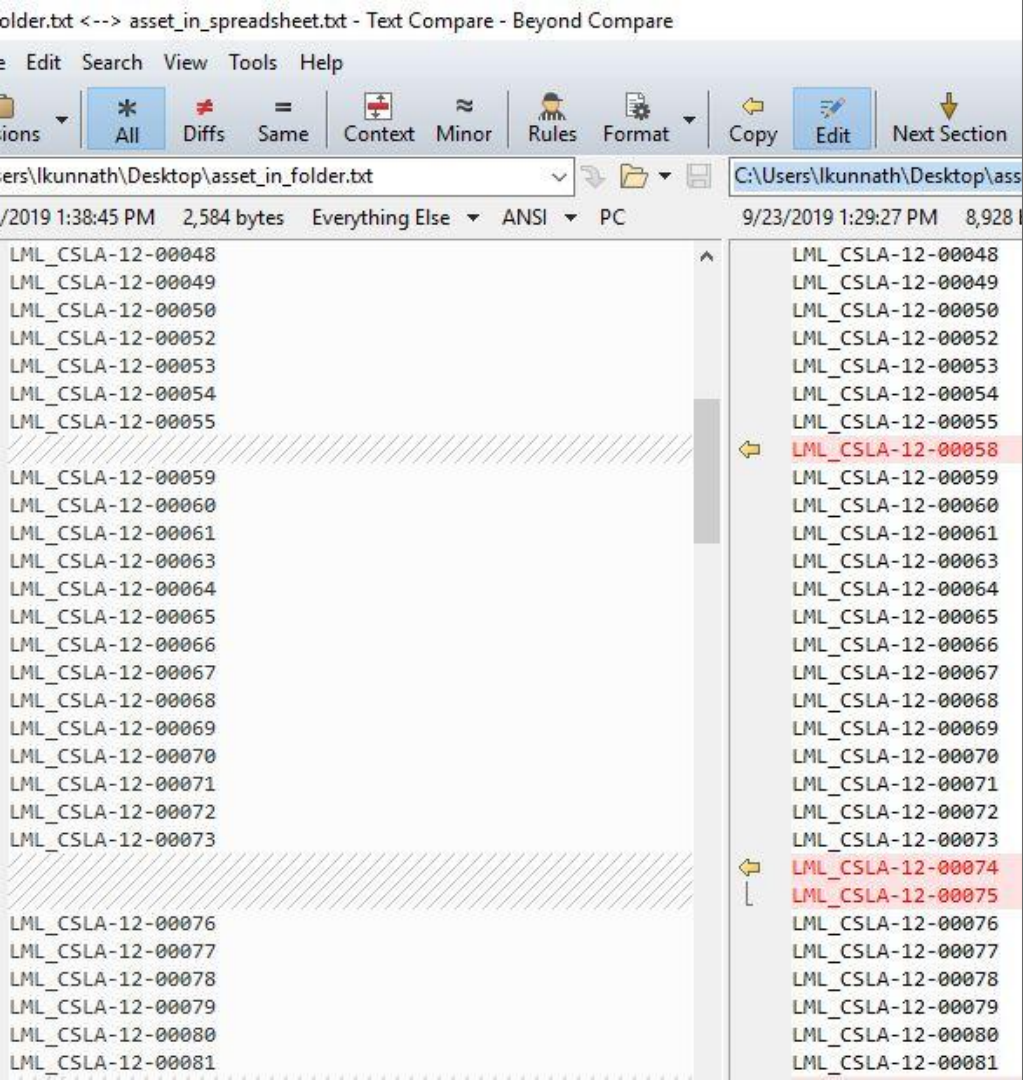 older.txt <--> asset_in_spreadsheet.txt - Text Compare - Beyond Compare
e Edit Search View Tools Help
ions All Diffs Same Context Minor Rules Format Copy Edit Next Section
ers\lkunnath\Desktop\asset_in_folder.txt C:\Users\lkunnath\Desktop\ass
/2019 1:38:45 PM 2,584 bytes Everything Else ANSI PC 9/23/2019 1:29:27 PM 8,928 b
LML_CSLA-12-00048 LML_CSLA-12-00048
LML_CSLA-12-00049 LML_CSLA-12-00049
LML_CSLA-12-00050 LML_CSLA-12-00050
LML_CSLA-12-00052 LML_CSLA-12-00052
LML_CSLA-12-00053 LML_CSLA-12-00053
LML_CSLA-12-00054 LML_CSLA-12-00054
LML_CSLA-12-00055 LML_CSLA-12-00055
LML_CSLA-12-00058
LML_CSLA-12-00059 LML_CSLA-12-00059
LML_CSLA-12-00060 LML_CSLA-12-00060
LML_CSLA-12-00061 LML_CSLA-12-00061
LML_CSLA-12-00063 LML_CSLA-12-00063
LML_CSLA-12-00064 LML_CSLA-12-00064
LML_CSLA-12-00065 LML_CSLA-12-00065
LML_CSLA-12-00066 LML_CSLA-12-00066
LML_CSLA-12-00067 LML_CSLA-12-00067
LML_CSLA-12-00068 LML_CSLA-12-00068
LML_CSLA-12-00069 LML_CSLA-12-00069
LML_CSLA-12-00070 LML_CSLA-12-00070
LML_CSLA-12-00071 LML_CSLA-12-00071
LML_CSLA-12-00072 LML_CSLA-12-00072
LML_CSLA-12-00073 LML_CSLA-12-00073
LML_CSLA-12-00074
LML_CSLA-12-00075
LML_CSLA-12-00076 LML_CSLA-12-00076
LML_CSLA-12-00077 LML_CSLA-12-00077
LML_CSLA-12-00078 LML_CSLA-12-00078
LML_CSLA-12-00079 LML_CSLA-12-00079
LML_CSLA-12-00080 LML_CSLA-12-00080
LML_CSLA-12-00081 LML_CSLA-12-00081